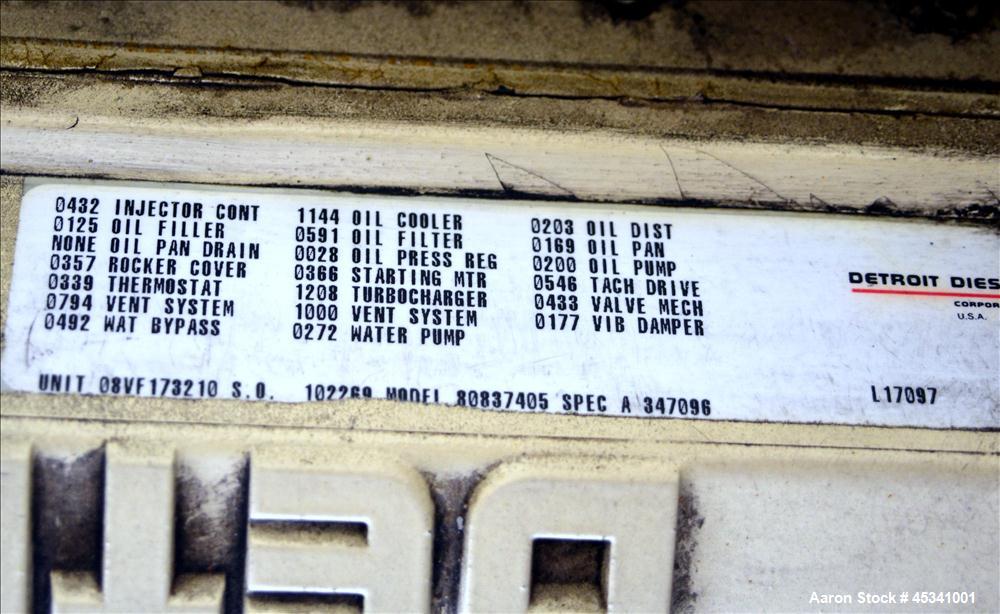 0432 INJECTOR CONT
0125 OIL FILLER
NONE OIL PAN DRAIN
0357 ROCKER COVER
0339 THERMOSTAT
0794 VENT SYSTEM
0492 WAT BYPASS
1144 OIL COOLER
0591 OIL FILTER
0028 OIL PRESS REG
0366 STARTING MTR
1208 TURBOCHARGER
1000 VENT SYSTEM
0272 WATER PUMP
0203 OIL DIST
0169 OIL PAN
0200 OIL PUMP
0546 TACH DRIVE
0433 VALVE MECH
0177 VIB DAMPER
DETROIT DIES
CORPOR
U.S.A.
UNIT 08VF173210 S.O. 102269 MODEL 80837405 SPEC A 347096
L17097
Aaron Stock # 45341001